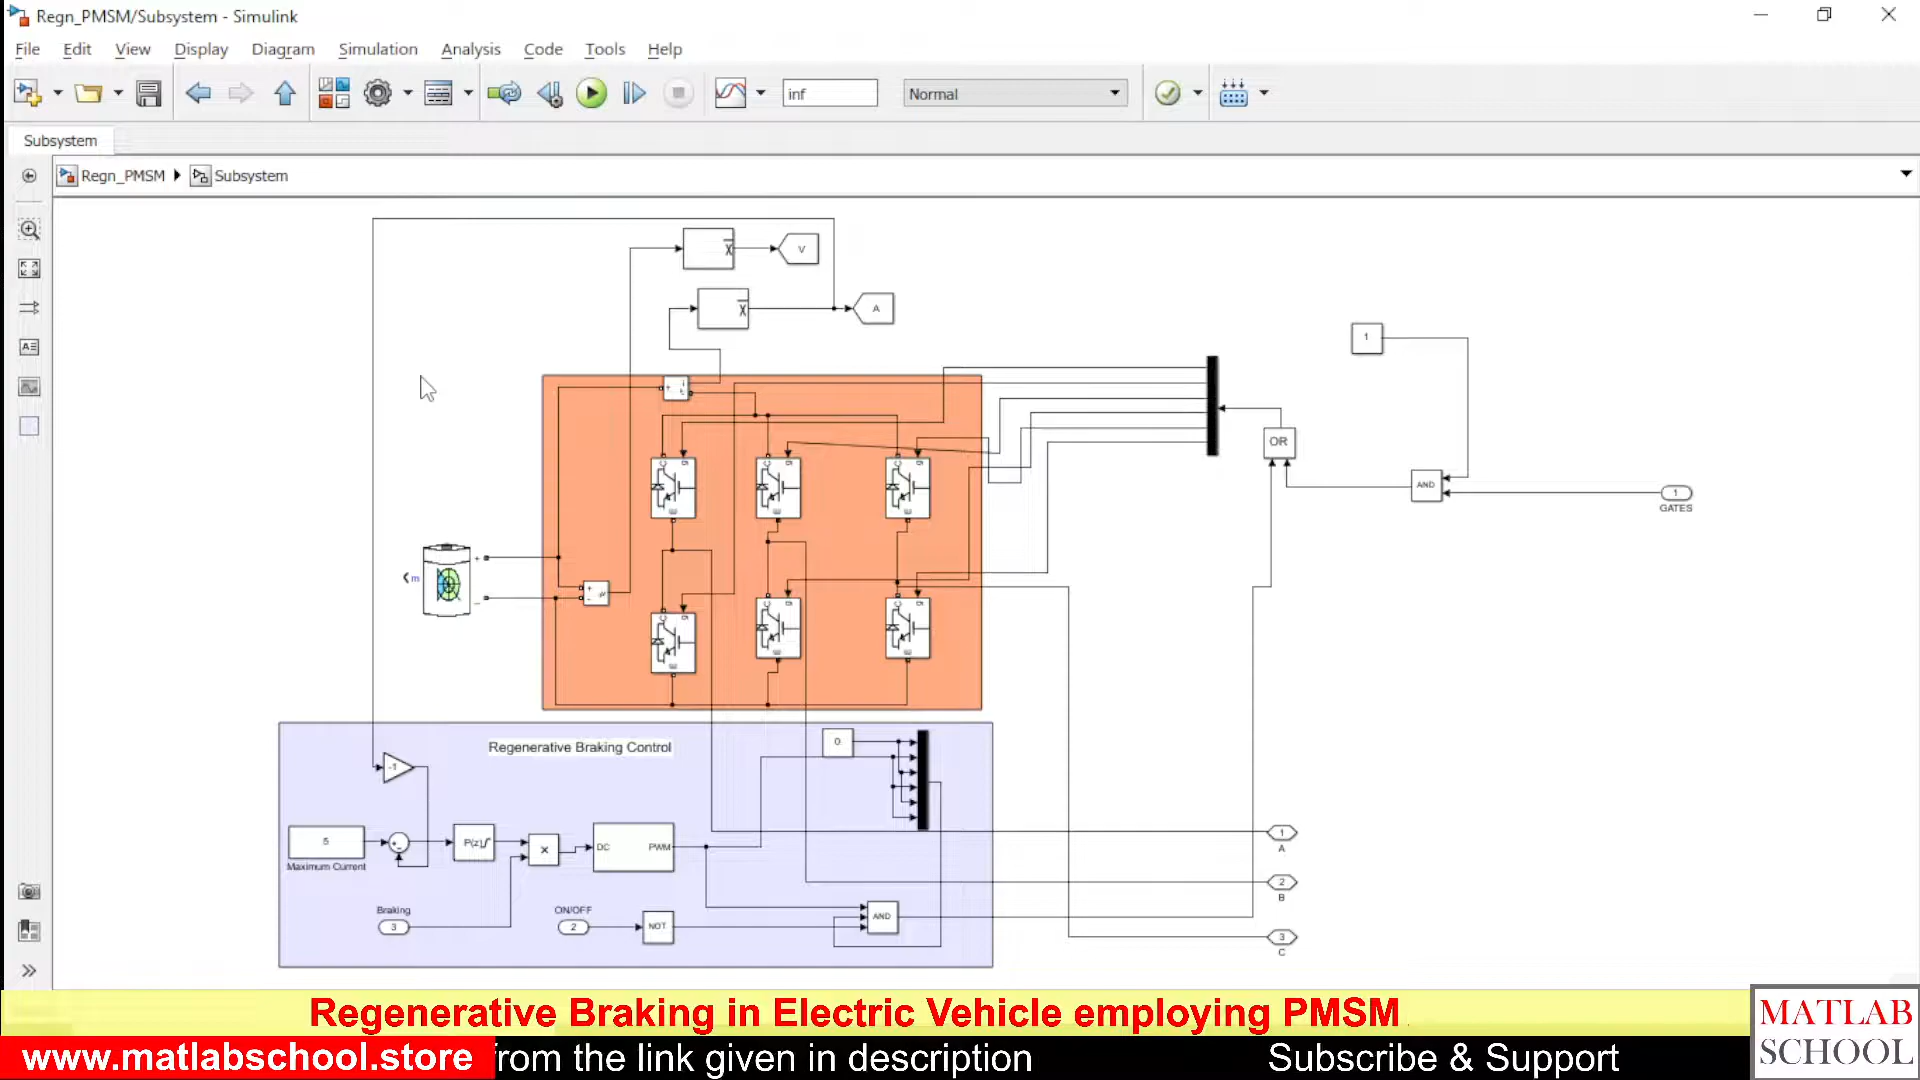 Regn_PMSM/Subsystem - Simulink
File Edit View Display Diagram Simulation Analysis Code Tools Help
inf
Normal
Subsystem
Regn_PMSM Subsystem
V
A
1
OR
AND
1
GATES
m
Regenerative Braking Control
0
-1
5
Maximum Current
P(z)
×
DC PWM
Braking
3
ON/OFF
2
NOT
AND
1
A
2
B
3
C
Regenerative Braking in Electric Vehicle employing PMSM
www.matlabschool.store
from the link given in description
Subscribe & Support
MATLAB
SCHOOL